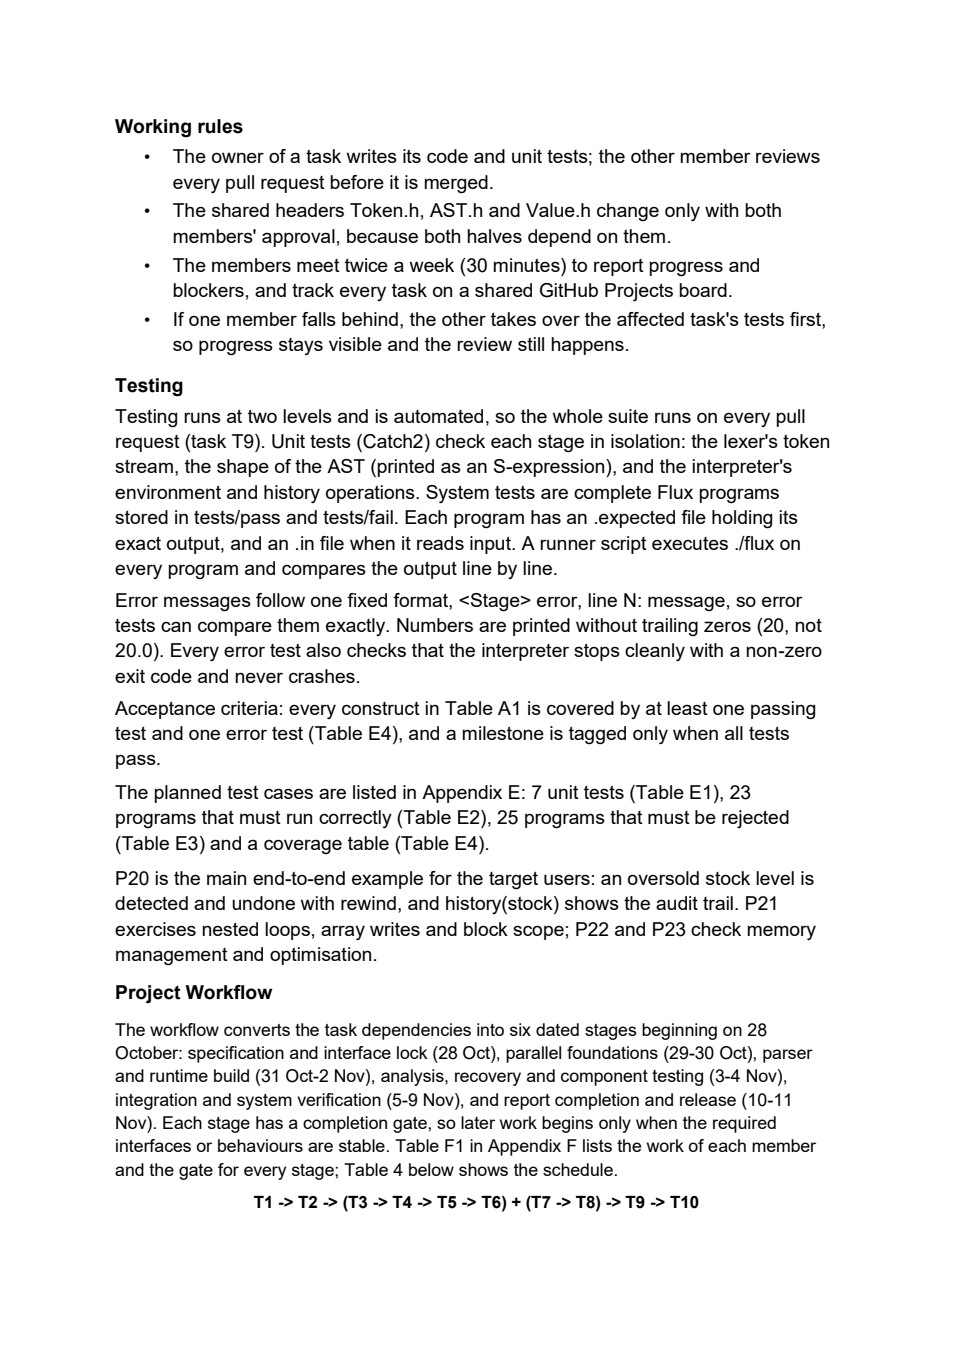 Working rules
• The owner of a task writes its code and unit tests; the other member reviews
every pull request before it is merged.
• The shared headers Token.h, AST.h and Value.h change only with both
members' approval, because both halves depend on them.
• The members meet twice a week (30 minutes) to report progress and
blockers, and track every task on a shared GitHub Projects board.
• If one member falls behind, the other takes over the affected task's tests first,
so progress stays visible and the review still happens.
Testing
Testing runs at two levels and is automated, so the whole suite runs on every pull
request (task T9). Unit tests (Catch2) check each stage in isolation: the lexer's token
stream, the shape of the AST (printed as an S-expression), and the interpreter's
environment and history operations. System tests are complete Flux programs
stored in tests/pass and tests/fail. Each program has an .expected file holding its
exact output, and an .in file when it reads input. A runner script executes ./flux on
every program and compares the output line by line.
Error messages follow one fixed format, <Stage> error, line N: message, so error
tests can compare them exactly. Numbers are printed without trailing zeros (20, not
20.0). Every error test also checks that the interpreter stops cleanly with a non-zero
exit code and never crashes.
Acceptance criteria: every construct in Table A1 is covered by at least one passing
test and one error test (Table E4), and a milestone is tagged only when all tests
pass.
The planned test cases are listed in Appendix E: 7 unit tests (Table E1), 23
programs that must run correctly (Table E2), 25 programs that must be rejected
(Table E3) and a coverage table (Table E4).
P20 is the main end-to-end example for the target users: an oversold stock level is
detected and undone with rewind, and history(stock) shows the audit trail. P21
exercises nested loops, array writes and block scope; P22 and P23 check memory
management and optimisation.
Project Workflow
The workflow converts the task dependencies into six dated stages beginning on 28
October: specification and interface lock (28 Oct), parallel foundations (29-30 Oct), parser
and runtime build (31 Oct-2 Nov), analysis, recovery and component testing (3-4 Nov),
integration and system verification (5-9 Nov), and report completion and release (10-11
Nov). Each stage has a completion gate, so later work begins only when the required
interfaces or behaviours are stable. Table F1 in Appendix F lists the work of each member
and the gate for every stage; Table 4 below shows the schedule.
T1 -> T2 -> (T3 -> T4 -> T5 -> T6) + (T7 -> T8) -> T9 -> T10